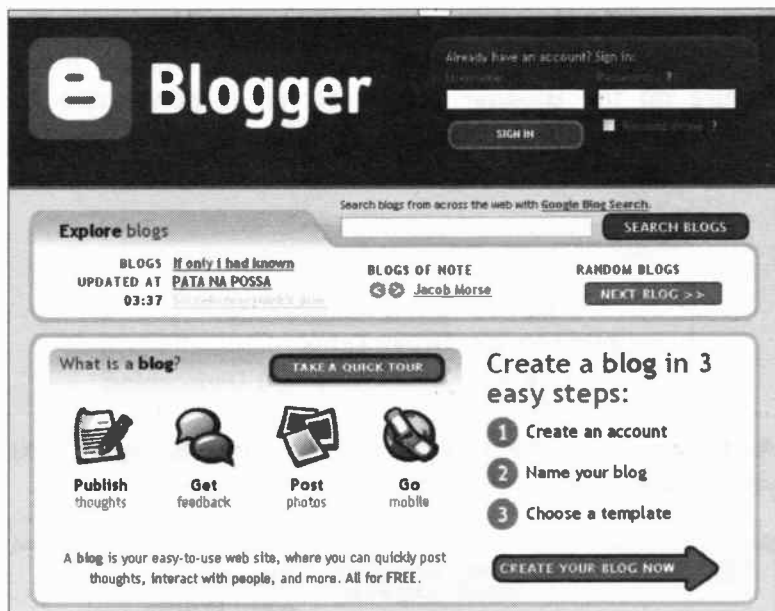 Blogger
Already have an account? Sign in:
Username Password ?
SIGN IN
?
Search blogs from across the web with Google Blog Search.
Explore blogs
SEARCH BLOGS
BLOGS
UPDATED AT
03:37
If only i had known
PATA NA POSSA
BLOGS OF NOTE
Jacob Morse
RANDOM BLOGS
NEXT BLOG >>
What is a blog?
TAKE A QUICK TOUR
Publish
thoughts
Get
feedback
Post
photos
Go
mobile
A blog is your easy-to-use web site, where you can quickly post
thoughts, interact with people, and more. All for FREE.
Create a blog in 3
easy steps:
1 Create an account
2 Name your blog
3 Choose a template
CREATE YOUR BLOG NOW